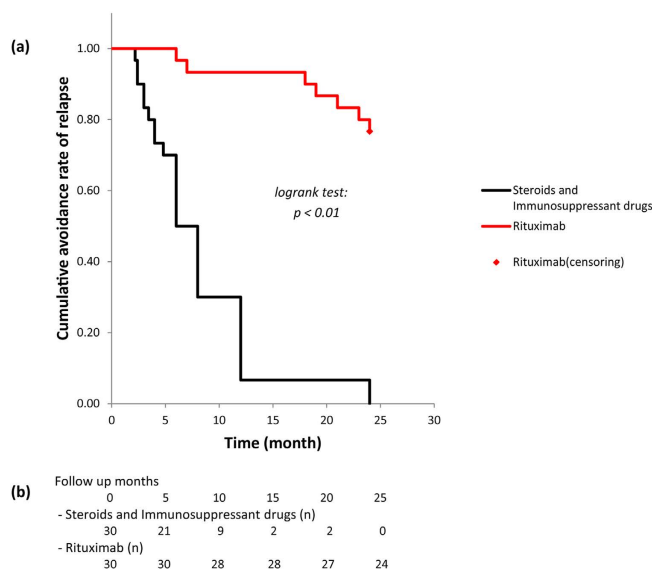 (a)
Cumulative avoidance rate of relapse
1.00
0.80
0.60
0.40
0.20
0.00
0 5 10 15 20 25 30
Time (month)
logrank test:
p < 0.01
Steroids and
Immunosuppressant drugs
Rituximab
Rituximab(censoring)
(b)
Follow up months
0 5 10 15 20 25
- Steroids and Immunosuppressant drugs (n)
30 21 9 2 2 0
- Rituximab (n)
30 30 28 28 27 24